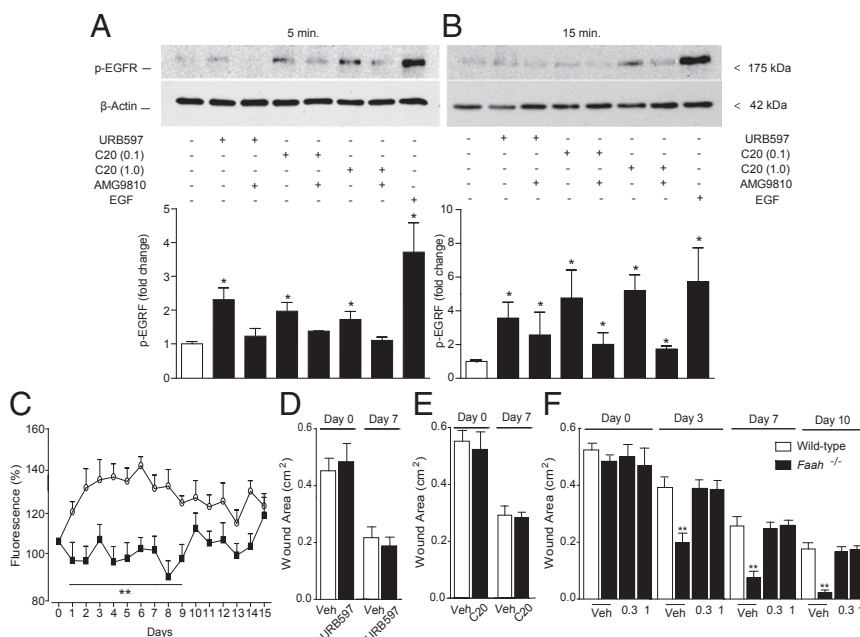 A 5 min. B 15 min.
p-EGFR < 175 kDa
β-Actin < 42 kDa
URB597 - + + - - - - - - + + - - - - - URB597
C20 (0.1) - - - + + - - - - - - + + - - - C20 (0.1)
C20 (1.0) - - - - - + + - - - - - - + + - C20 (1.0)
AMG9810 - - + - + - + - - - + - + - + - AMG9810
EGF - - - - - - - + - - - - - - - + EGF
p-EGRF (fold change)
5
4
3
2
1
0
* * * *
p-EGRF (fold change)
10
8
6
4
2
0
* * * * * * *
C
Fluorescence (%)
160
140
120
100
80
**
0 1 2 3 4 5 6 7 8 9 10 11 12 13 14 15
Days
D
Day 0 Day 7
Wound Area (cm²)
0.6
0.4
0.2
0.0
Veh URB597 Veh URB597
E
Day 0 Day 7
Wound Area (cm²)
0.6
0.4
0.2
0.0
Veh C20 Veh C20
F
Day 0 Day 3 Day 7 Day 10
Wild-type
Faah -/-
Wound Area (cm²)
0.6
0.4
0.2
0.0
** ** **
Veh 0.3 1 Veh 0.3 1 Veh 0.3 1 Veh 0.3 1